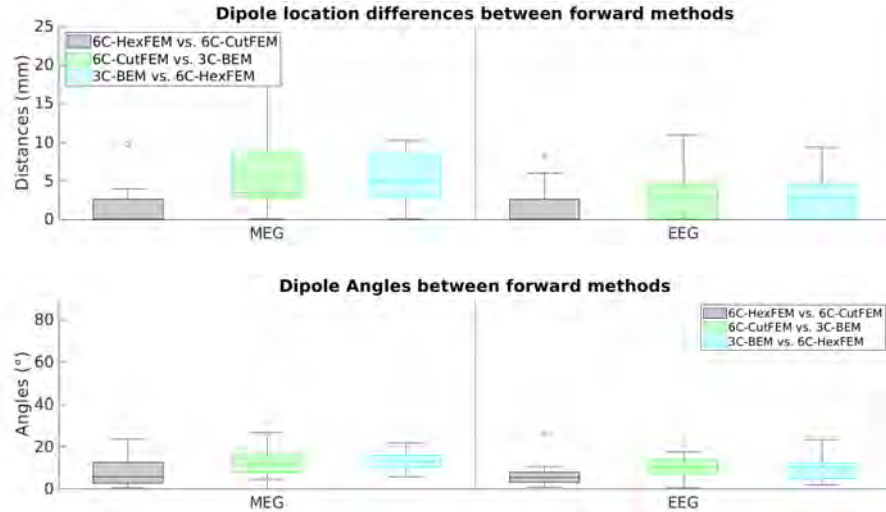 Dipole location differences between forward methods
25
20
15
10
5
0
Distances (mm)
6C-HexFEM vs. 6C-CutFEM
6C-CutFEM vs. 3C-BEM
3C-BEM vs. 6C-HexFEM
MEG
EEG
Dipole Angles between forward methods
80
60
40
20
0
Angles (°)
6C-HexFEM vs. 6C-CutFEM
6C-CutFEM vs. 3C-BEM
3C-BEM vs. 6C-HexFEM
MEG
EEG